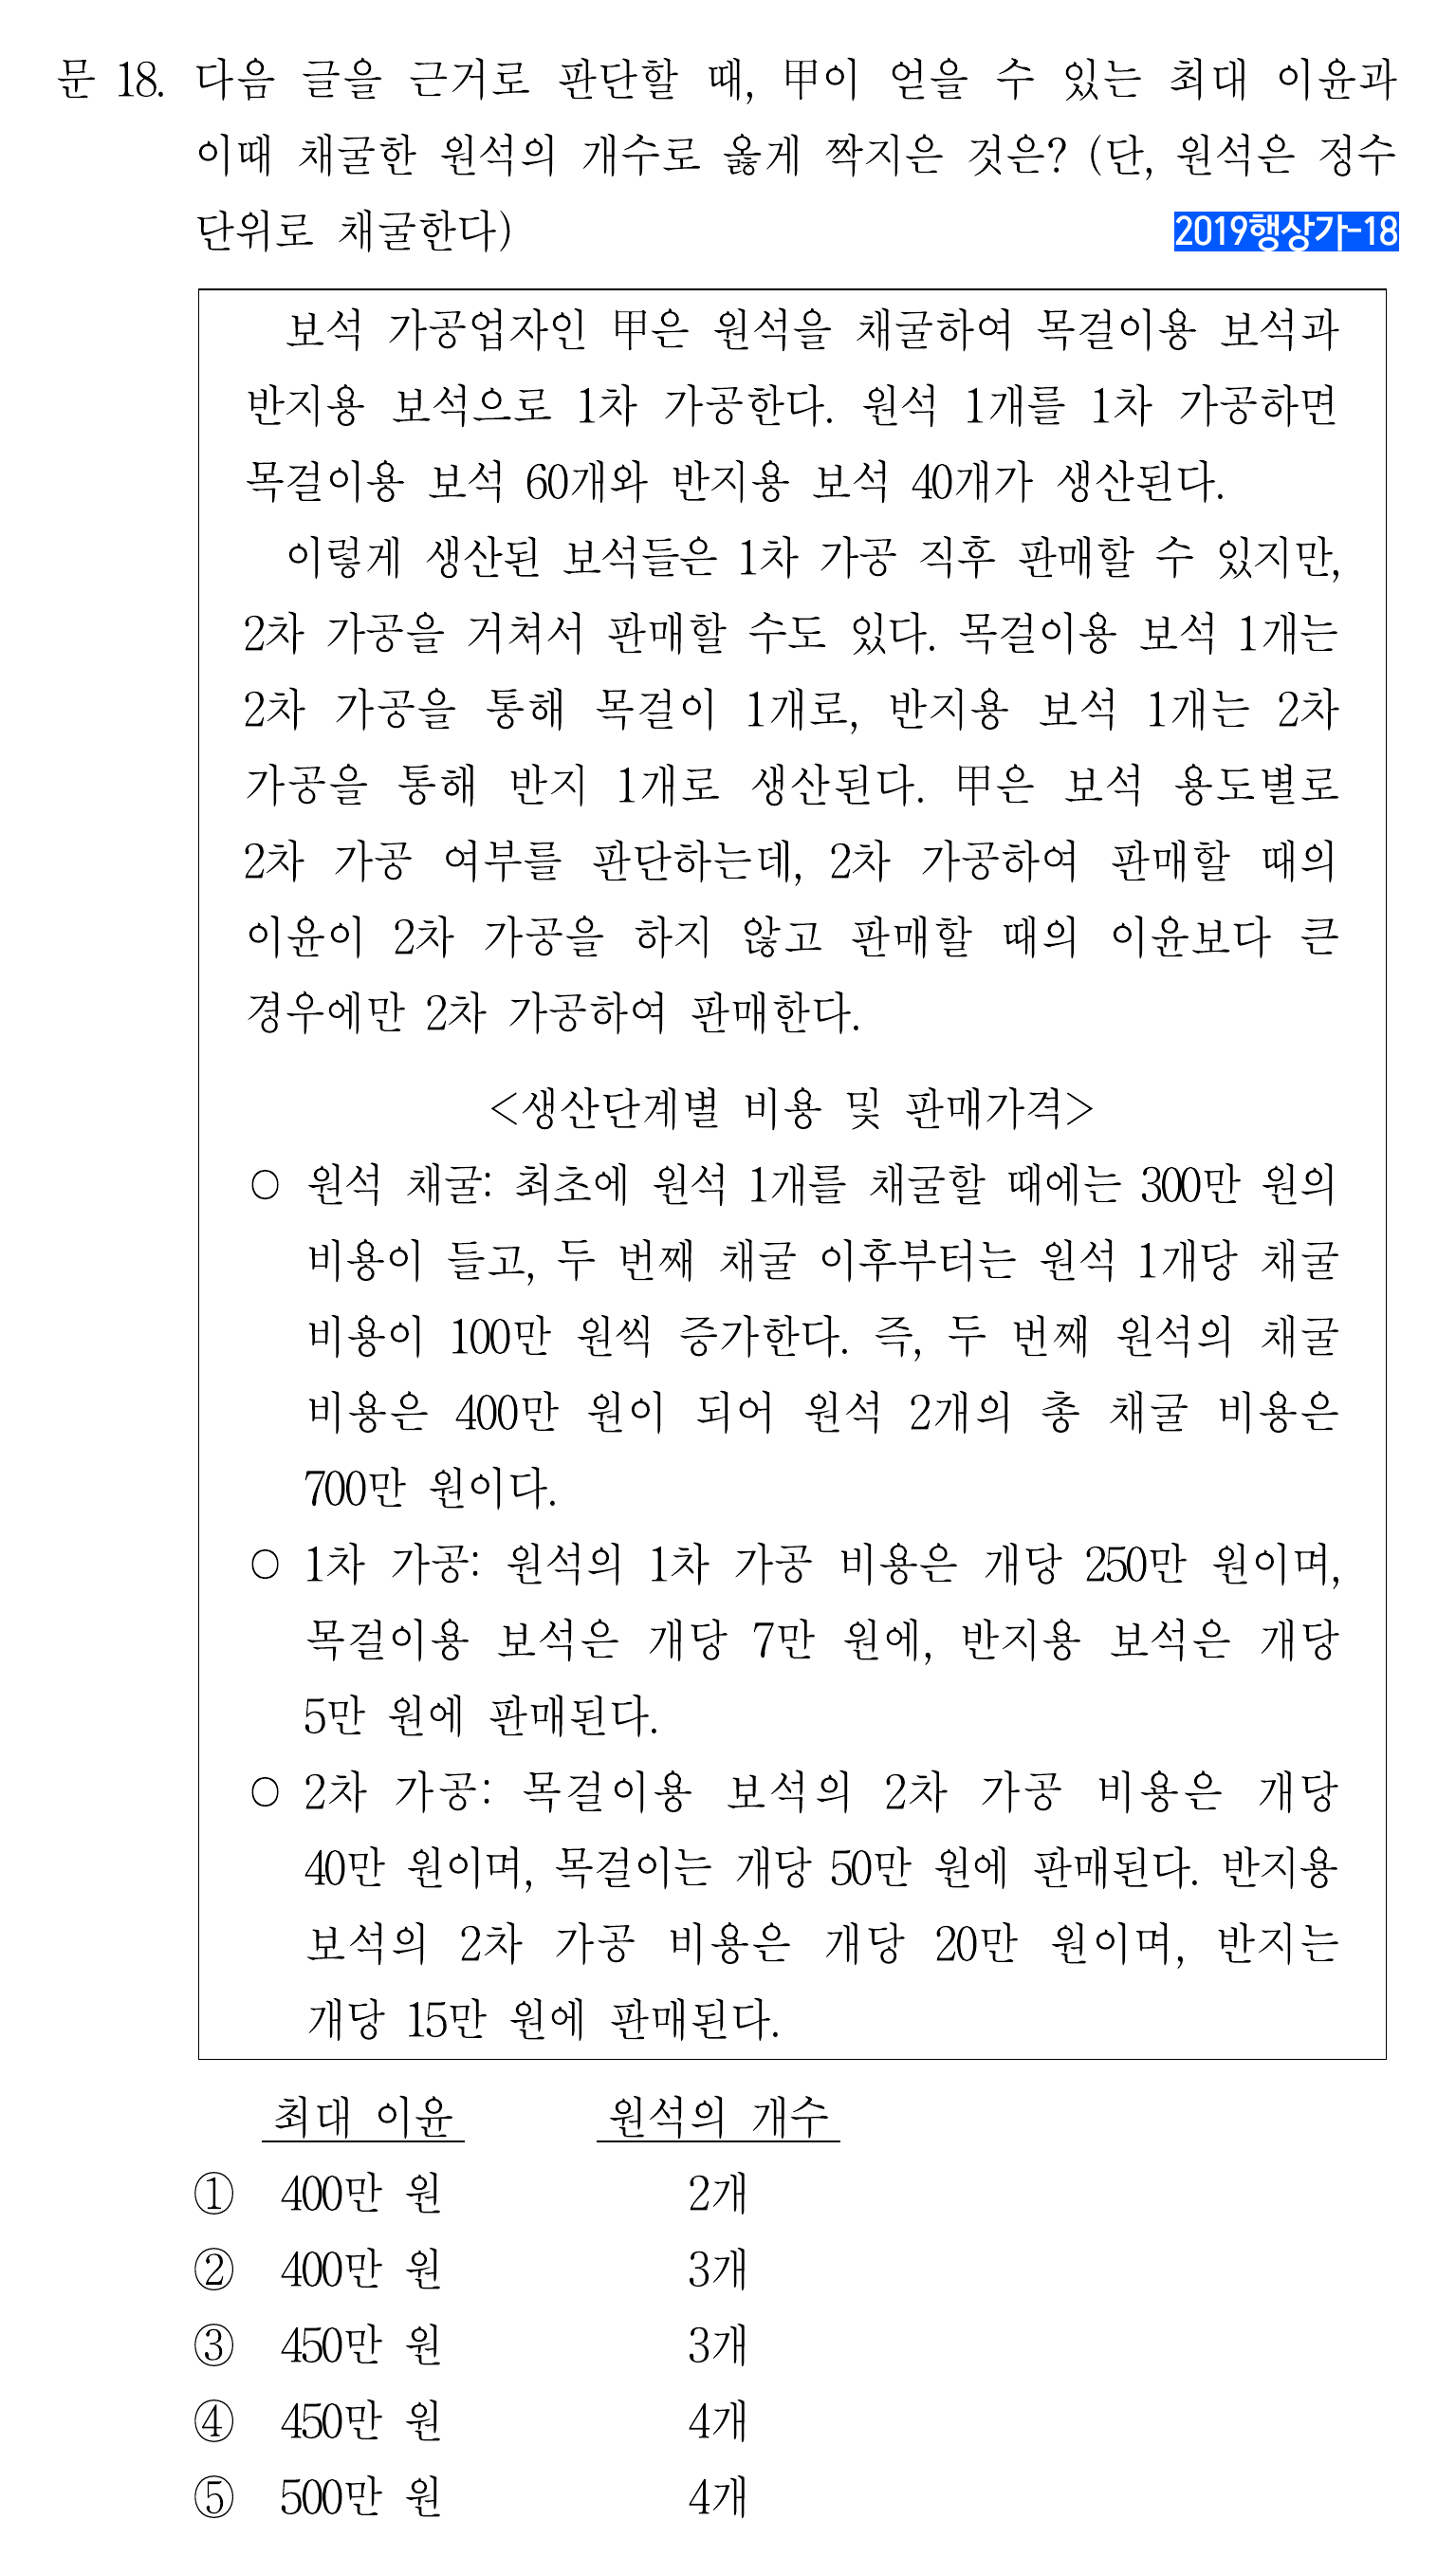 문 18. 다음 글을 근거로 판단할 때, 甲이 얻을 수 있는 최대 이윤과
이때 채굴한 원석의 개수로 옳게 짝지은 것은? (단, 원석은 정수
단위로 채굴한다)
2019행상가-18
보석 가공업자인 甲은 원석을 채굴하여 목걸이용 보석과
반지용 보석으로 1차 가공한다. 원석 1개를 1차 가공하면
목걸이용 보석 60개와 반지용 보석 40개가 생산된다.
이렇게 생산된 보석들은 1차 가공 직후 판매할 수 있지만,
2차 가공을 거쳐서 판매할 수도 있다. 목걸이용 보석 1개는
2차 가공을 통해 목걸이 1개로, 반지용 보석 1개는 2차
가공을 통해 반지 1개로 생산된다. 甲은 보석 용도별로
2차 가공 여부를 판단하는데, 2차 가공하여 판매할 때의
이윤이 2차 가공을 하지 않고 판매할 때의 이윤보다 큰
경우에만 2차 가공하여 판매한다.
<생산단계별 비용 및 판매가격>
○ 원석 채굴: 최초에 원석 1개를 채굴할 때에는 300만 원의
비용이 들고, 두 번째 채굴 이후부터는 원석 1개당 채굴
비용이 100만 원씩 증가한다. 즉, 두 번째 원석의 채굴
비용은 400만 원이 되어 원석 2개의 총 채굴 비용은
700만 원이다.
○ 1차 가공: 원석의 1차 가공 비용은 개당 250만 원이며,
목걸이용 보석은 개당 7만 원에, 반지용 보석은 개당
5만 원에 판매된다.
○ 2차 가공: 목걸이용 보석의 2차 가공 비용은 개당
40만 원이며, 목걸이는 개당 50만 원에 판매된다. 반지용
보석의 2차 가공 비용은 개당 20만 원이며, 반지는
개당 15만 원에 판매된다.
최대 이윤 원석의 개수
① 400만 원 2개
② 400만 원 3개
③ 450만 원 3개
④ 450만 원 4개
⑤ 500만 원 4개